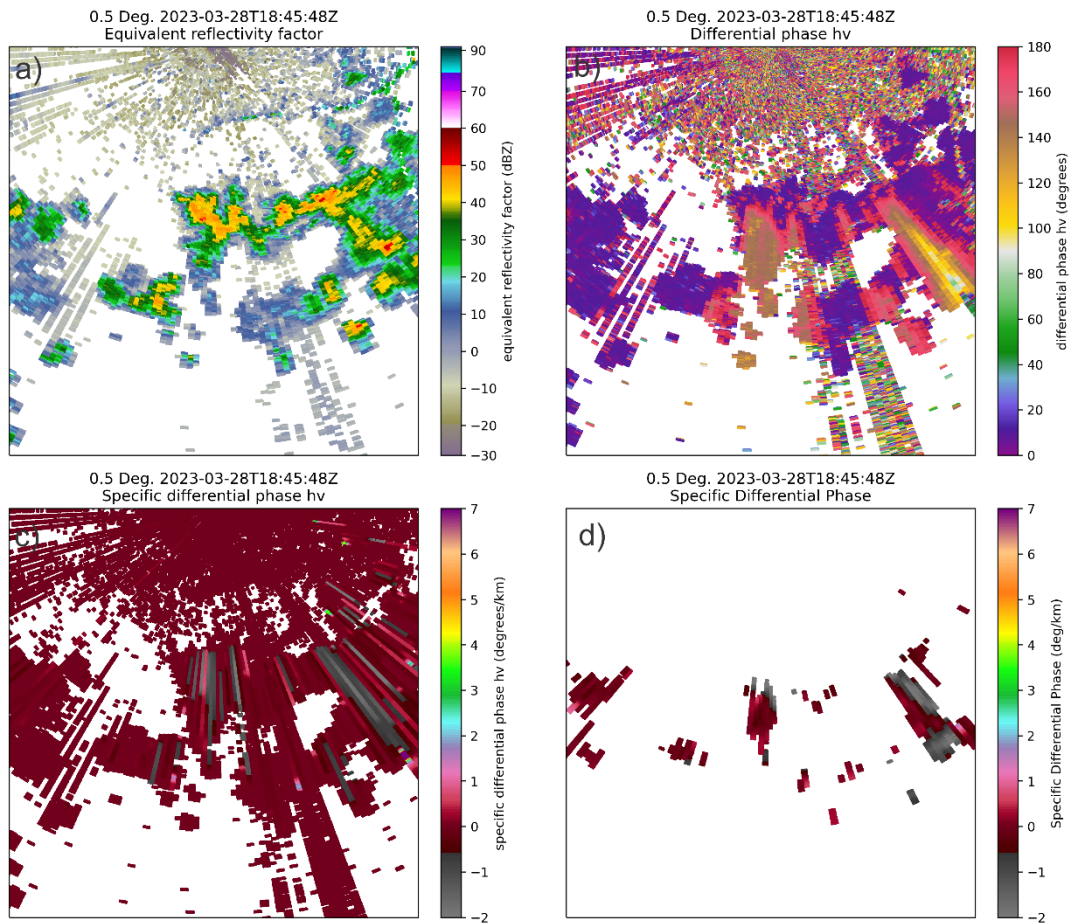 0.5 Deg. 2023-03-28T18:45:48Z
Equivalent reflectivity factor
a)
90
80
70
60
50
40
30
20
10
0
−10
−20
−30
equivalent reflectivity factor (dBZ)
0.5 Deg. 2023-03-28T18:45:48Z
Differential phase hv
b)
180
160
140
120
100
80
60
40
20
0
differential phase hv (degrees)
0.5 Deg. 2023-03-28T18:45:48Z
Specific differential phase hv
c)
7
6
5
4
3
2
1
0
−1
−2
specific differential phase hv (degrees/km)
0.5 Deg. 2023-03-28T18:45:48Z
Specific Differential Phase
d)
7
6
5
4
3
2
1
0
−1
−2
Specific Differential Phase (deg/km)